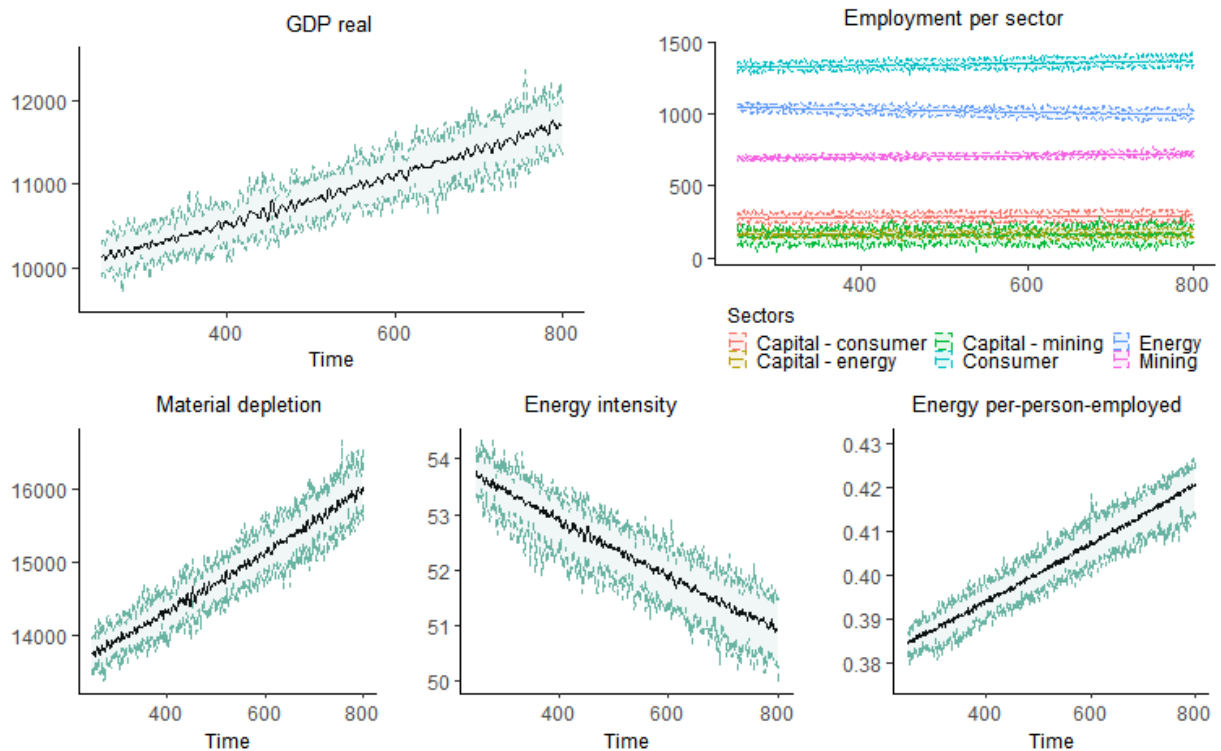 GDP real
12000
11000
10000
400 600 800
Time
Employment per sector
1500
1000
500
0
400 600 800
Sectors
Capital - consumer Capital - mining Energy
Capital - energy Consumer Mining
Material depletion
16000
15000
14000
400 600 800
Time
Energy intensity
54
53
52
51
50
400 600 800
Time
Energy per-person-employed
0.43
0.42
0.41
0.40
0.39
0.38
400 600 800
Time